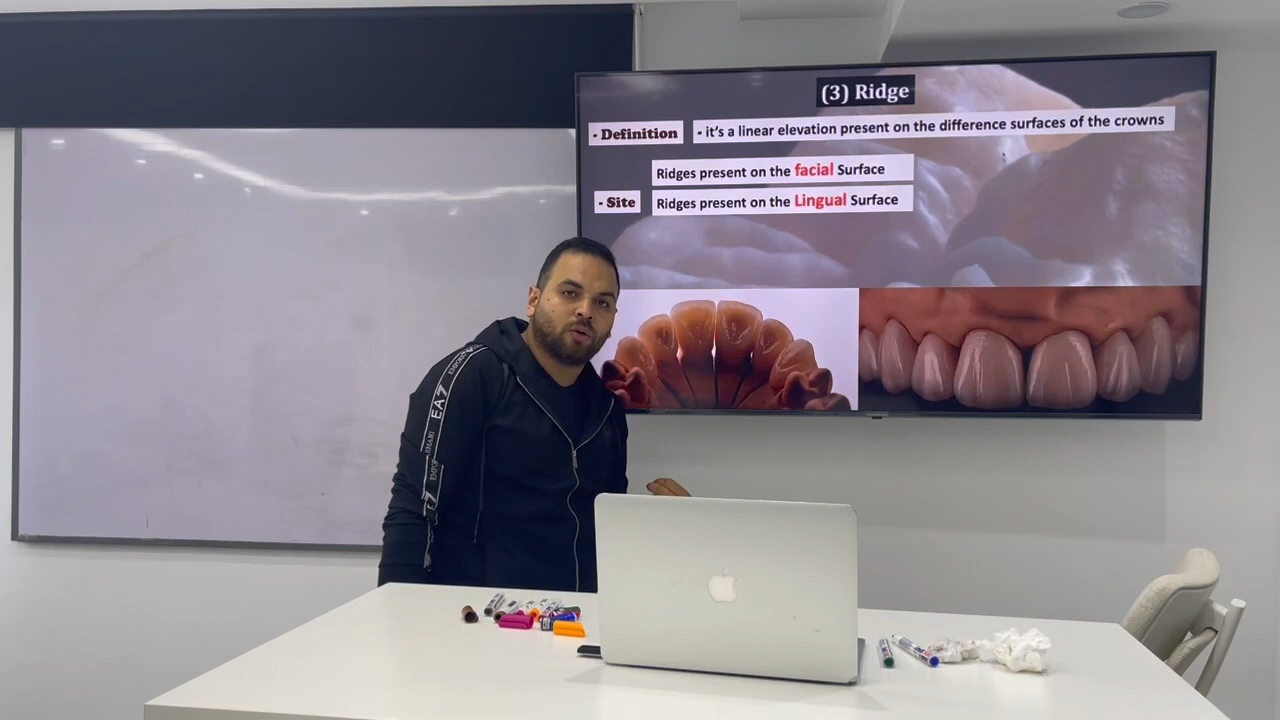 (3) Ridge
- Definition
- it's a linear elevation present on the difference surfaces of the crowns
Ridges present on the facial Surface
- Site
Ridges present on the Lingual Surface
EA7